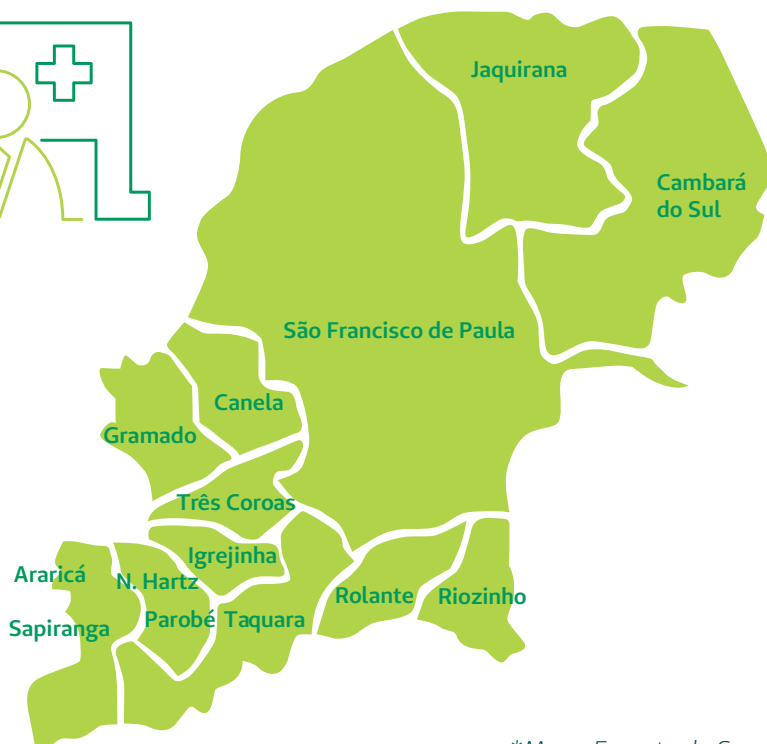 Jaquirana
Cambará
do Sul
São Francisco de Paula
Canela
Gramado
Três Coroas
Igrejinha
Araricá
N. Hartz
Rolante
Riozinho
Parobé
Taquara
Sapiranga